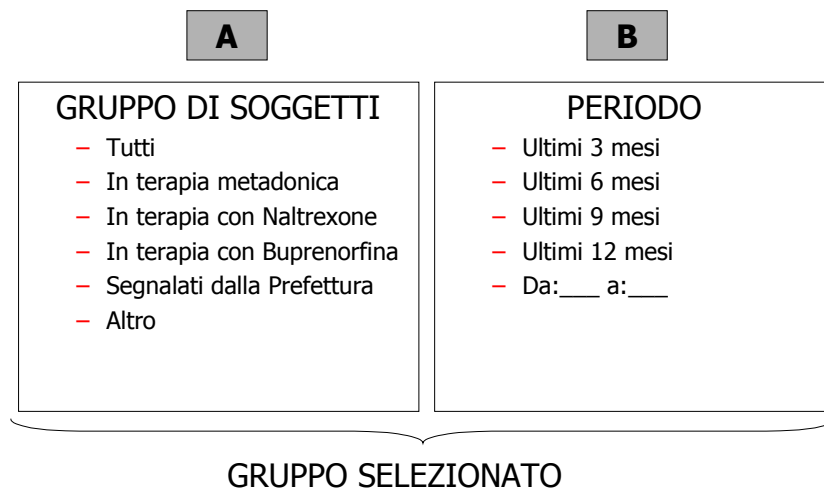 A
GRUPPO DI SOGGETTI
– Tutti
– In terapia metadonica
– In terapia con Naltrexone
– In terapia con Buprenorfina
– Segnalati dalla Prefettura
– Altro
B
PERIODO
– Ultimi 3 mesi
– Ultimi 6 mesi
– Ultimi 9 mesi
– Ultimi 12 mesi
– Da:___ a:___
GRUPPO SELEZIONATO